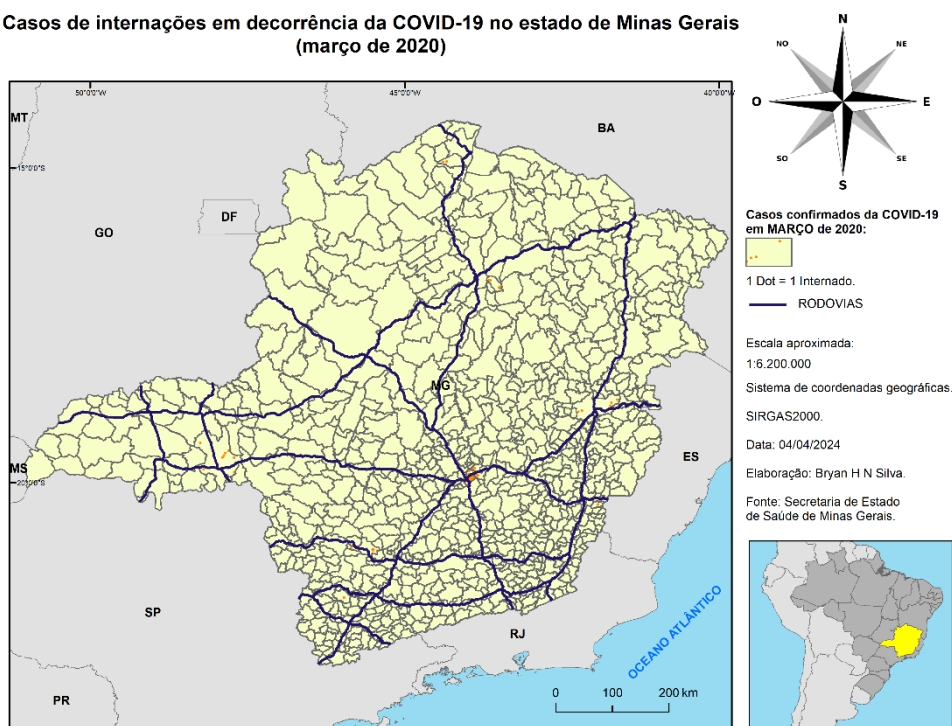 Casos de internações em decorrência da COVID-19 no estado de Minas Gerais
(março de 2020)
50°0'0"W
45°0'0"W
40°0'0"W
MT
BA
15°0'0"S
DF
GO
MG
MS
20°0'0"S
ES
SP
RJ
PR
OCEANO ATLÂNTICO
0 100 200 km
N
NO
NE
O
E
SO
SE
S
Casos confirmados da COVID-19
em MARÇO de 2020:
1 Dot = 1 Internado.
RODOVIAS
Escala aproximada:
1:6.200.000
Sistema de coordenadas geográficas.
SIRGAS2000.
Data: 04/04/2024
Elaboração: Bryan H N Silva.
Fonte: Secretaria de Estado
de Saúde de Minas Gerais.